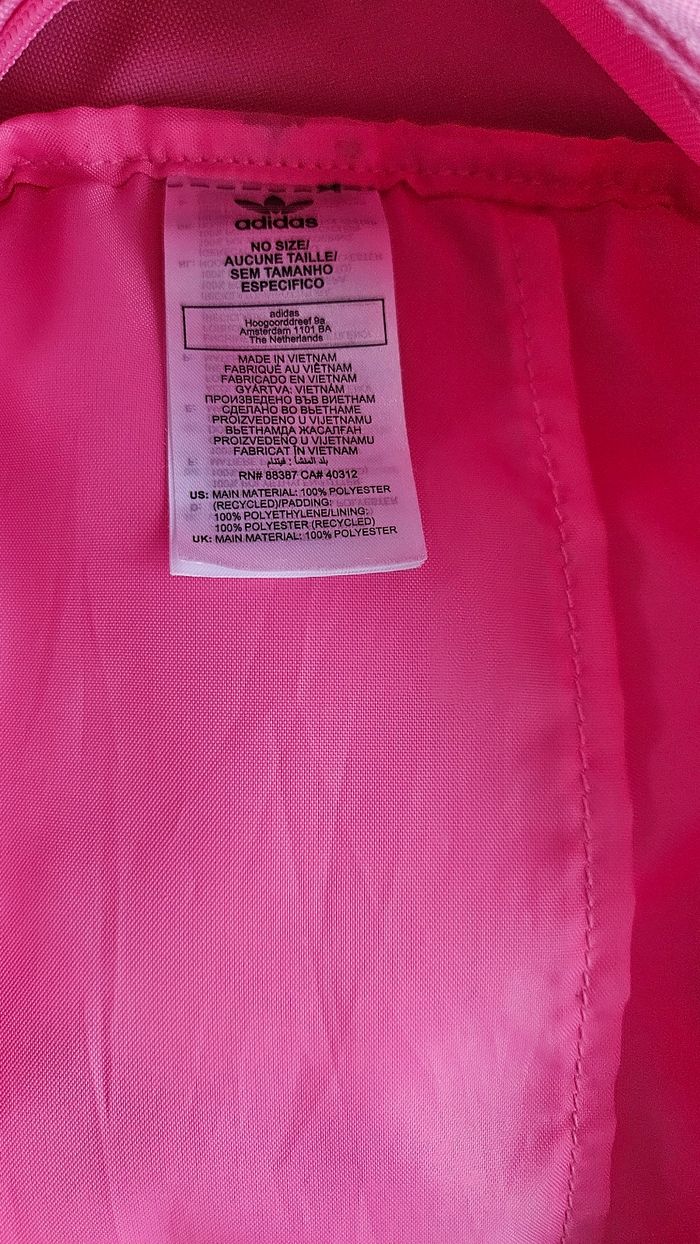 adidas
NO SIZE/
AUCUNE TAILLE/
SEM TAMANHO
ESPECIFICO
adidas
Hoogoorddreef 9a
Amsterdam 1101 BA
The Netherlands
MADE IN VIETNAM
FABRIQUÉ AU VIÊTNAM
FABRICADO EN VIETNAM
GYÁRTVA: VIETNÁM
ПРОИЗВЕДЕНО ВЪВ ВИЕТНАМ
СДЕЛАНО ВО ВЬЕТНАМЕ
PROIZVEDENO U VIJETNAMU
ВЬЕТНАМДА ЖАСАЛҒАН
PROIZVEDENO U VIJETNAMU
FABRICAT ÎN VIETNAM
بلد المنشأ : فيتنام
RN# 88387 CA# 40312
US: MAIN MATERIAL: 100% POLYESTER
(RECYCLED)/PADDING:
100% POLYETHYLENE/LINING:
100% POLYESTER (RECYCLED)
UK: MAIN MATERIAL: 100% POLYESTER